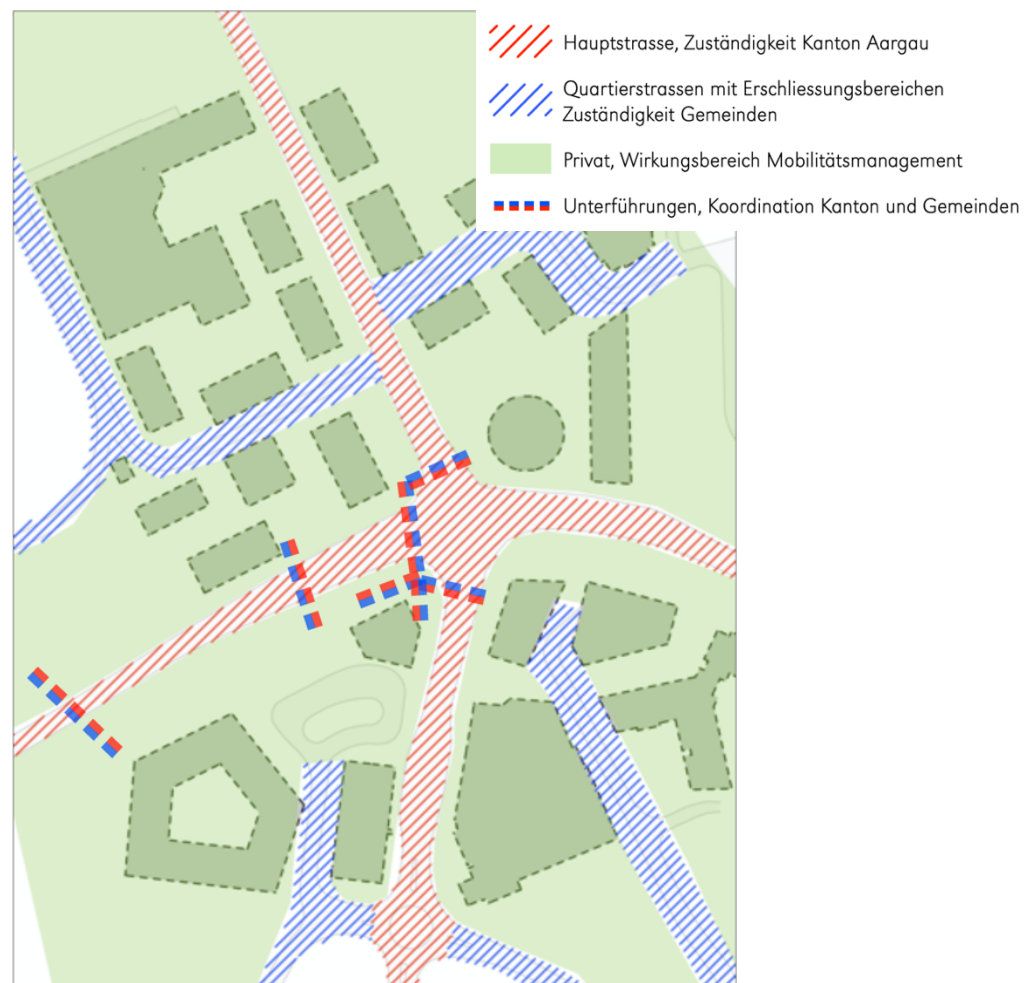 Hauptstrasse, Zuständigkeit Kanton Aargau
Quartierstrassen mit Erschliessungsbereichen
Zuständigkeit Gemeinden
Privat, Wirkungsbereich Mobilitätsmanagement
Unterführungen, Koordination Kanton und Gemeinden